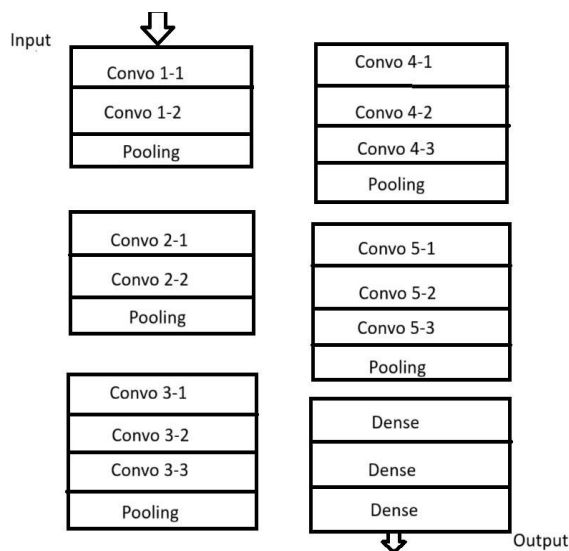 Input
Convo 1-1
Convo 1-2
Pooling
Convo 2-1
Convo 2-2
Pooling
Convo 3-1
Convo 3-2
Convo 3-3
Pooling
Convo 4-1
Convo 4-2
Convo 4-3
Pooling
Convo 5-1
Convo 5-2
Convo 5-3
Pooling
Dense
Dense
Dense
Output